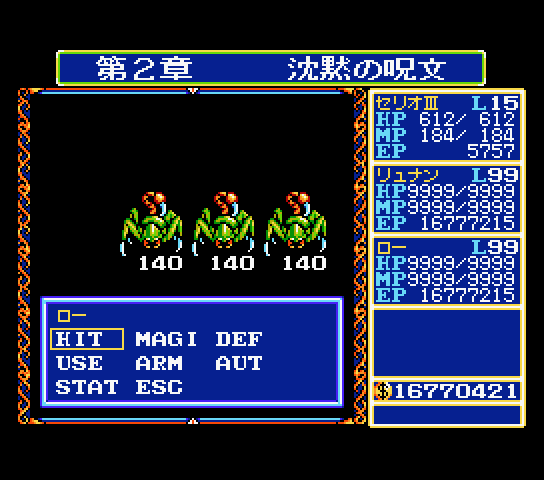 第2章 沈黙の呪文
セリオⅢ L15
HP 612/ 612
MP 184/ 184
EP 5757
リュナン L99
HP9999/9999
MP9999/9999
EP 16777215
ロー L99
HP9999/9999
MP9999/9998
EP 16777215
$16770421
140 140 140
ロー
HIT MAGI DEF
USE ARM AUT
STAT ESC